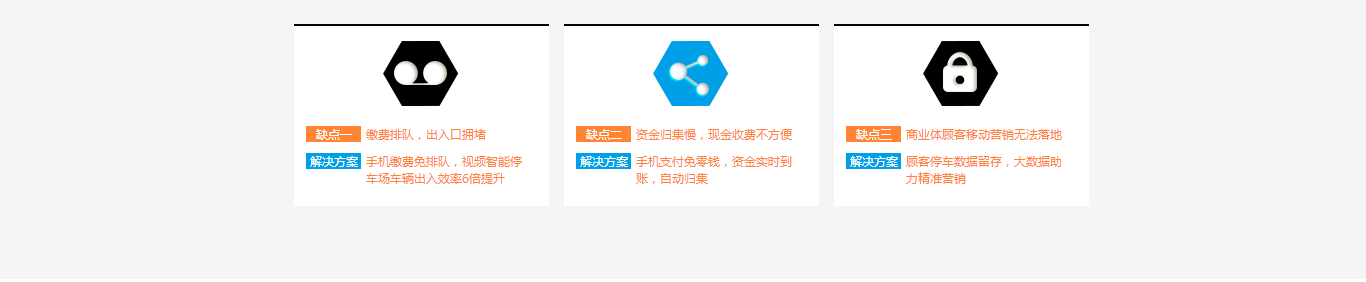 缺点一 缴费排队，出入口拥堵
解决方案 手机缴费免排队，视频智能停
车场车辆出入效率6倍提升
缺点二 资金归集慢，现金收费不方便
解决方案 手机支付免零钱，资金实时到
账，自动归集
缺点三 商业体顾客移动营销无法落地
解决方案 顾客停车数据留存，大数据助
力精准营销